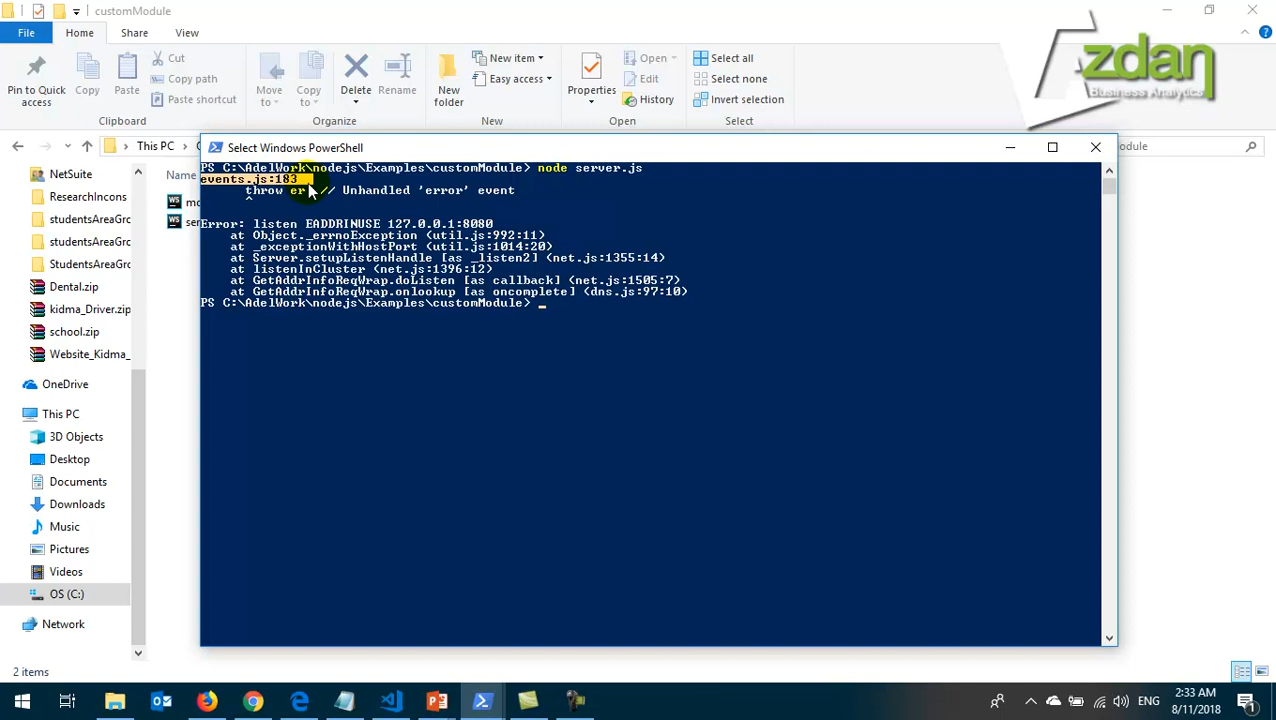 customModule
File
Home
Share
View
Pin to Quick access
Copy
Paste
Cut
Copy path
Paste shortcut
Clipboard
Move to
Copy to
Delete
Rename
Organize
New folder
New item
Easy access
New
Properties
Open
Edit
History
Open
Select all
Select none
Invert selection
Select
zdan
Business Analytics
This PC
NetSuite
ResearchIncons
studentsAreaGro
research
StudentsAreaGro
Dental.zip
kidma_Driver.zip
school.zip
Website_Kidma_
OneDrive
This PC
3D Objects
Desktop
Documents
Downloads
Music
Pictures
Videos
OS (C:)
Network
2 items
Name
Select Windows PowerShell
PS C:\AdelWork\nodejs\Examples\customModule> node server.js
events.js:183
throw er // Unhandled 'error' event
^
Error: listen EADDRINUSE 127.0.0.1:8080
at Object._errnoException (util.js:992:11)
at _exceptionWithHostPort (util.js:1014:20)
at Server.setupListenHandle [as _listen2] (net.js:1355:14)
at listenInCluster (net.js:1396:12)
at GetAddrInfoReqWrap.doListen [as callback] (net.js:1505:7)
at GetAddrInfoReqWrap.onlookup [as oncomplete] (dns.js:97:10)
PS C:\AdelWork\nodejs\Examples\customModule> _
ENG
2:33 AM
8/11/2018